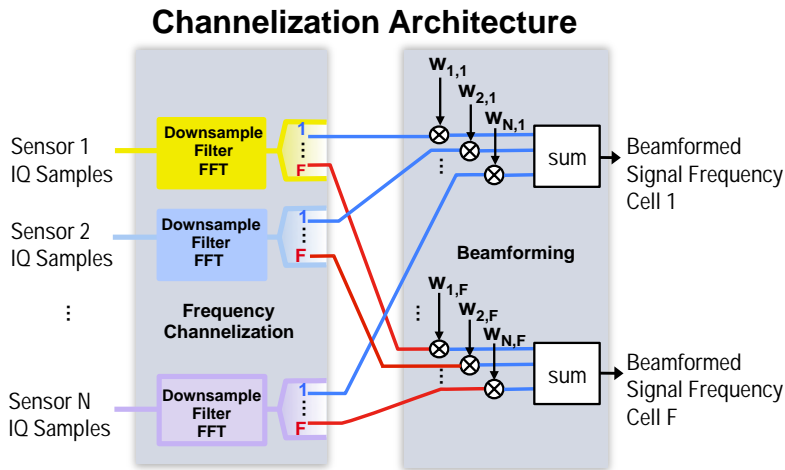 Channelization Architecture
Sensor 1
IQ Samples
Downsample
Filter
FFT
1
⋮
F
Sensor 2
IQ Samples
Downsample
Filter
FFT
1
⋮
F
⋮
Frequency
Channelization
Sensor N
IQ Samples
Downsample
Filter
FFT
1
⋮
F
w1,1
w2,1
wN,1
⋮
sum
Beamformed
Signal Frequency
Cell 1
Beamforming
⋮
w1,F
w2,F
wN,F
⋮
sum
Beamformed
Signal Frequency
Cell F